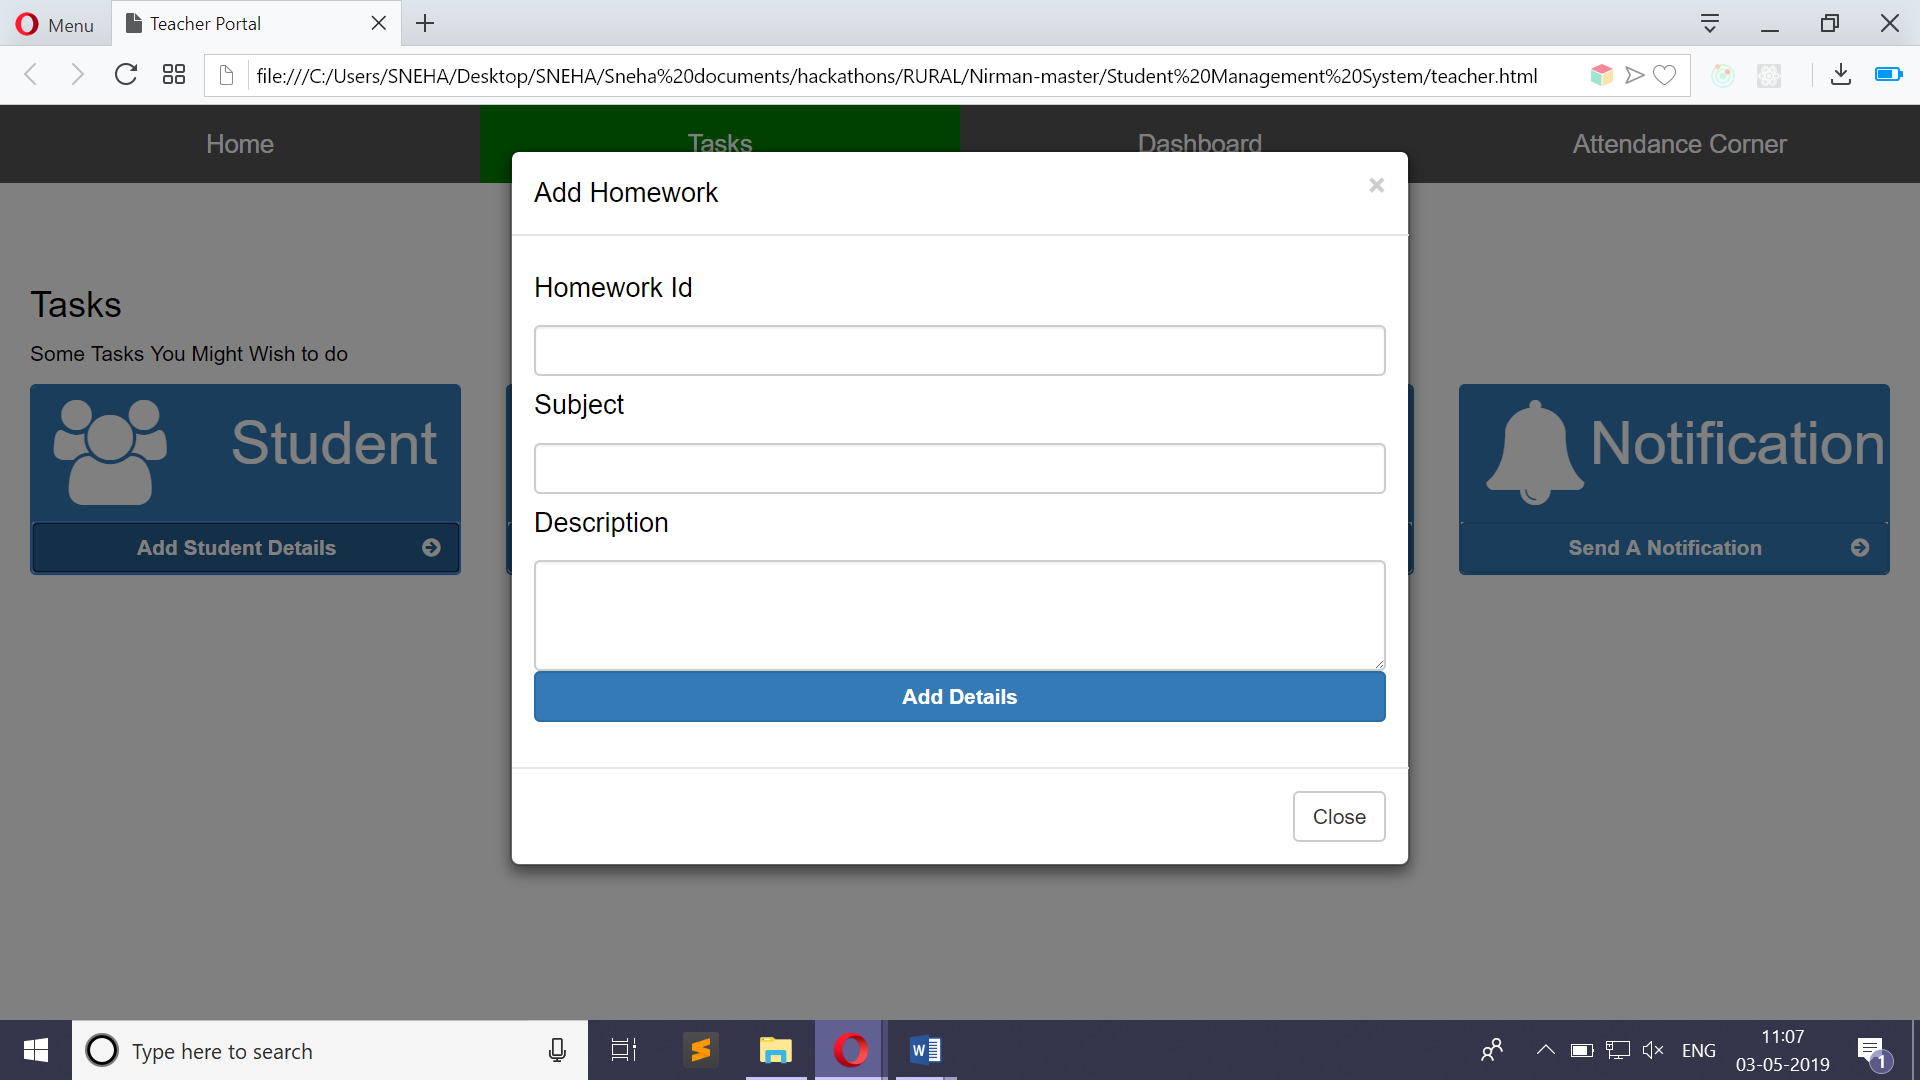 Menu
Teacher Portal
file:///C:/Users/SNEHA/Desktop/SNEHA/Sneha%20documents/hackathons/RURAL/Nirman-master/Student%20Management%20System/teacher.html
Home
Tasks
Dashboard
Attendance Corner
Add Homework
×
Homework Id
Subject
Description
Add Details
Close
Tasks
Some Tasks You Might Wish to do
Student
Add Student Details
Notification
Send A Notification
Type here to search
W
ENG
11:07
03-05-2019
1